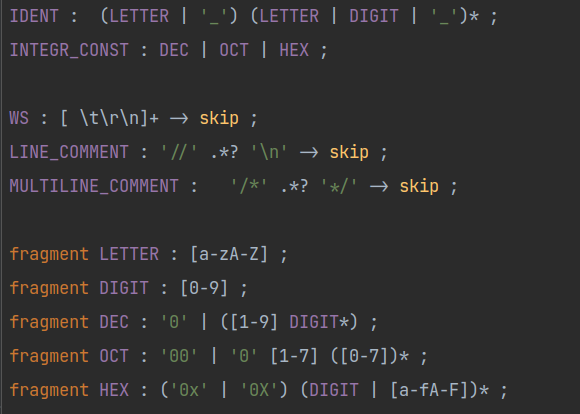 IDENT :  (LETTER | '_') (LETTER | DIGIT | '_')* ;
INTEGR_CONST : DEC | OCT | HEX ;
WS : [ \t\r\n]+ -> skip ;
LINE_COMMENT : '//' .*? '\n' -> skip ;
MULTILINE_COMMENT :   '/*' .*? '*/' -> skip ;
fragment LETTER : [a-zA-Z] ;
fragment DIGIT : [0-9] ;
fragment DEC : '0' | ([1-9] DIGIT*) ;
fragment OCT : '00' | '0' [1-7] ([0-7])* ;
fragment HEX : ('0x' | '0X') (DIGIT | [a-fA-F])* ;